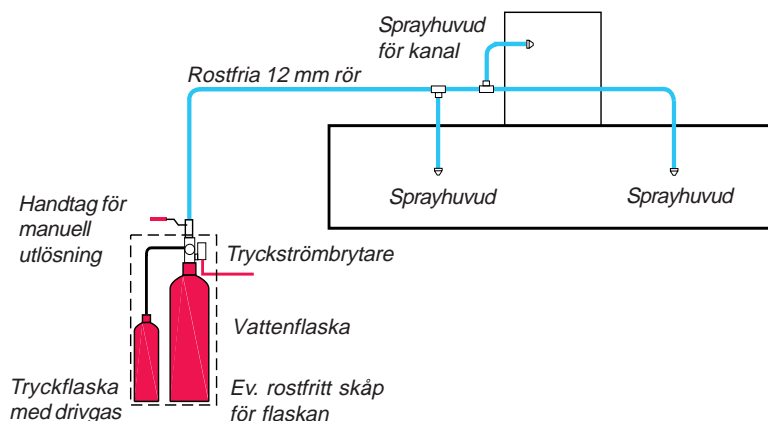 Sprayhuvud
för kanal
Rostfria 12 mm rör
Sprayhuvud
Sprayhuvud
Handtag för
manuell
utlösning
Tryckströmbrytare
Vattenflaska
Tryckflaska
med drivgas
Ev. rostfritt skåp
för flaskan